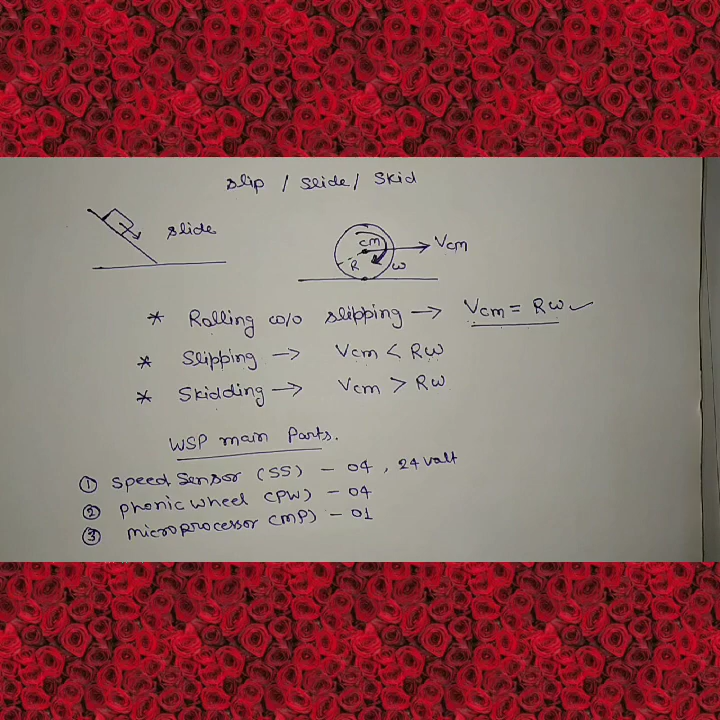 Slip / Slide / Skid
slide
cm
Vcm
R
ω
* Rolling w/o slipping → Vcm = Rω ✓
* Slipping → Vcm < Rω
* Skidding → Vcm > Rω
WSP main Parts.
① Speed Sensor (SS) – 04, 24 volt
② phonic wheel (PW) – 04
③ microprocessor (MP) – 01